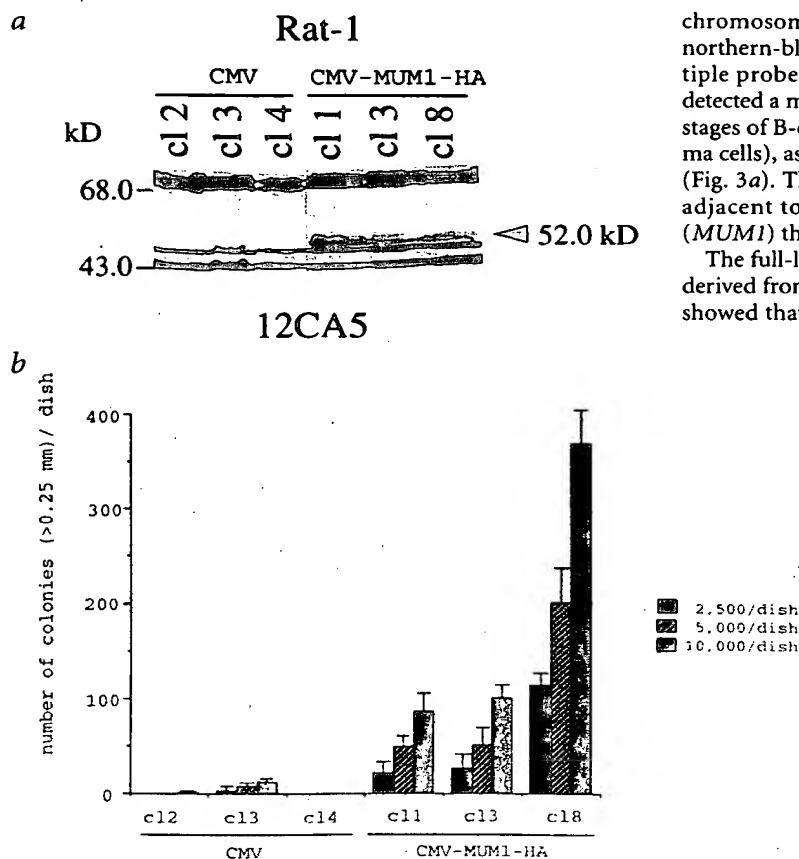 a
Rat-1
CMV CMV-MUM1-HA
kD cl 2 cl 3 cl 4 cl 1 cl 3 cl 8
68.0
52.0 kD
43.0
12CA5
b
number of colonies (>0.25 mm)/ dish
400
300
200
100
0
cl2 cl3 cl4 cl1 cl3 cl8
CMV CMV-MUM1-HA
2,500/dish
5,000/dish
10,000/dish
chromosom
northern-bl
tiple probe
detected a m
stages of B-c
ma cells), as
(Fig. 3a). Th
adjacent to
(MUM1) th
The full-l
derived from
showed that